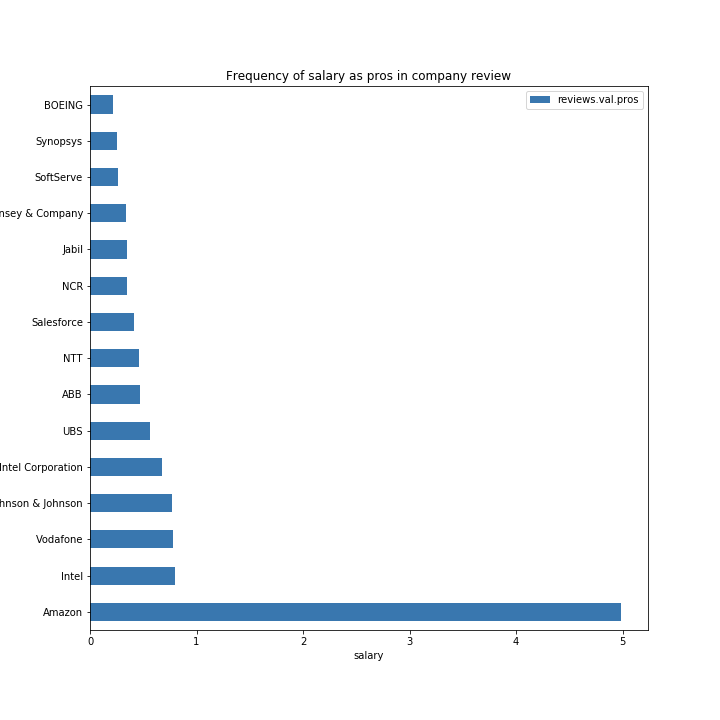 Frequency of salary as pros in company review
reviews.val.pros
BOEING
Synopsys
SoftServe
nsey & Company
Jabil
NCR
Salesforce
NTT
ABB
UBS
Intel Corporation
hnson & Johnson
Vodafone
Intel
Amazon
0 1 2 3 4 5
salary